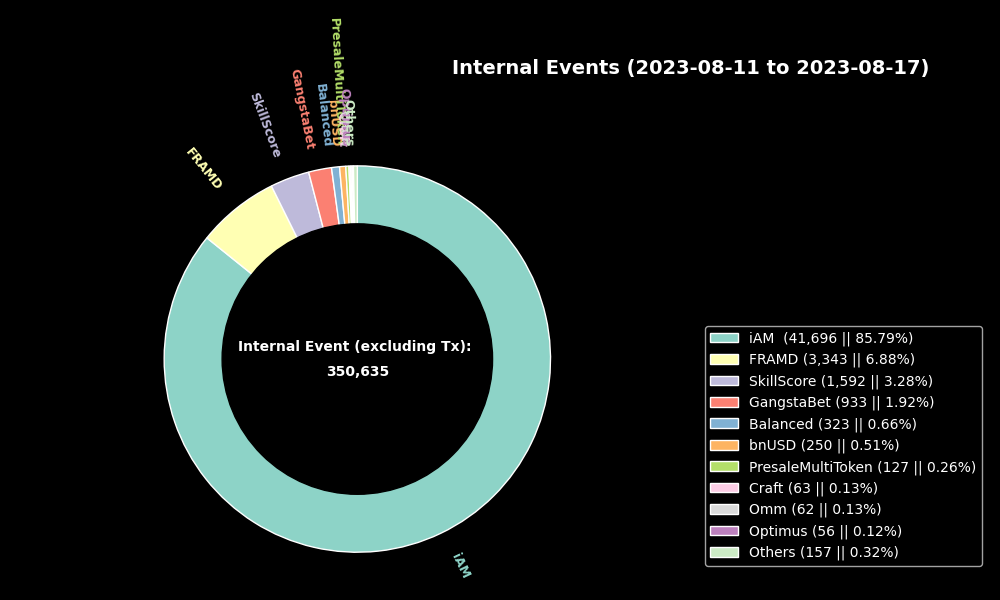 Internal Events (2023-08-11 to 2023-08-17)
PresaleMultiToken
GangstaBet
Balanced
SkillScore
bnUSD
Others
FRAMD
Internal Event (excluding Tx):
350,635
iAM
iAM (41,696 || 85.79%)
FRAMD (3,343 || 6.88%)
SkillScore (1,592 || 3.28%)
GangstaBet (933 || 1.92%)
Balanced (323 || 0.66%)
bnUSD (250 || 0.51%)
PresaleMultiToken (127 || 0.26%)
Craft (63 || 0.13%)
Omm (62 || 0.13%)
Optimus (56 || 0.12%)
Others (157 || 0.32%)